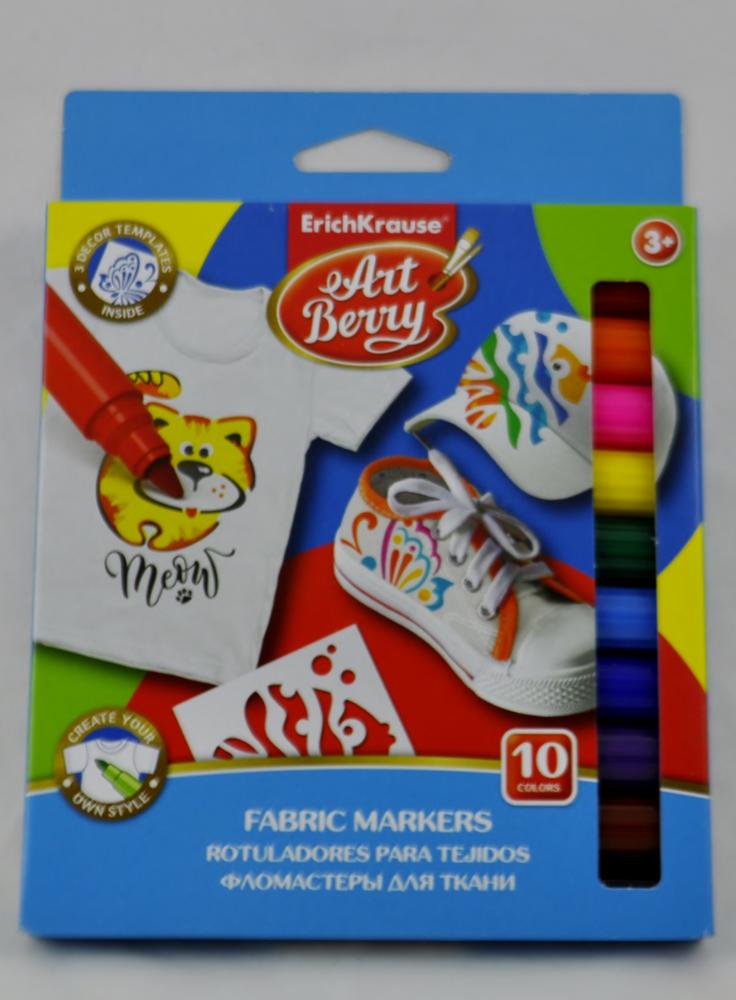 ErichKrause®
Art
Berry
3+
3 DECOR TEMPLATES
INSIDE
Meow
CREATE YOUR
OWN STYLE
10
COLORS
FABRIC MARKERS
ROTULADORES PARA TEJIDOS
ФЛОМАСТЕРЫ ДЛЯ ТКАНИ